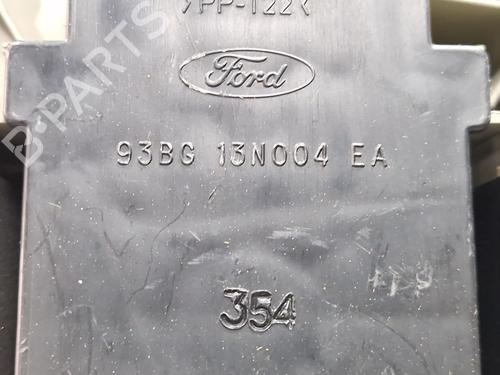 >PP-T22<
Ford
93BG 13N004 EA
354
B-PARTS